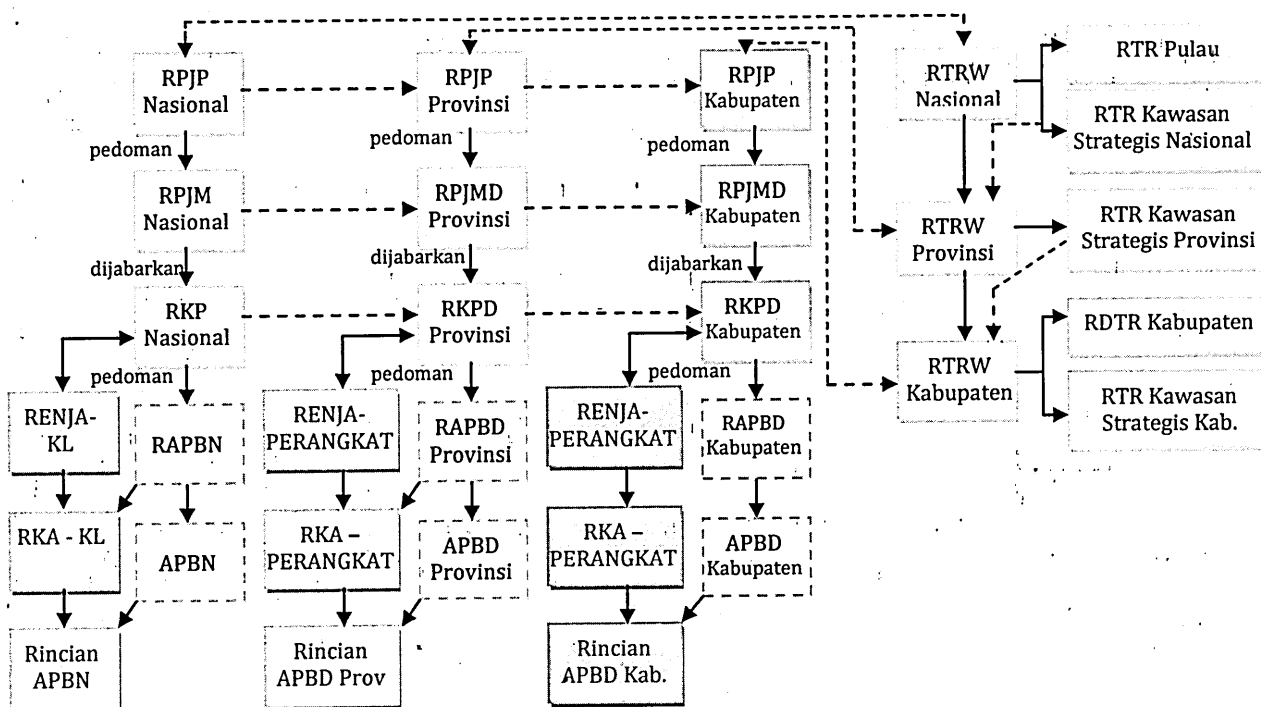 RPJP
Nasional
RPJP
Provinsi
RPJP
Kabupaten
RTRW
Nasional
RTR Pulau
RTR Kawasan
Strategis Nasional
pedoman
pedoman
pedoman
RPJM
Nasional
RPJMD
Provinsi
RPJMD
Kabupaten
RTRW
Provinsi
RTR Kawasan
Strategis Provinsi
dijabarkan
dijabarkan
dijabarkan
RKP
Nasional
RKPD
Provinsi
RKPD
Kabupaten
RTRW
Kabupaten
RDTR Kabupaten
RTR Kawasan
Strategis Kab.
pedoman
pedoman
pedoman
RENJA-
KL
RAPBN
RENJA-
PERANGKAT
RAPBD
Provinsi
RENJA-
PERANGKAT
RAPBD
Kabupaten
RKA - KL
APBN
RKA –
PERANGKAT
APBD
Provinsi
RKA –
PERANGKAT
APBD
Kabupaten
Rincian
APBN
Rincian
APBD Prov
Rincian
APBD Kab.